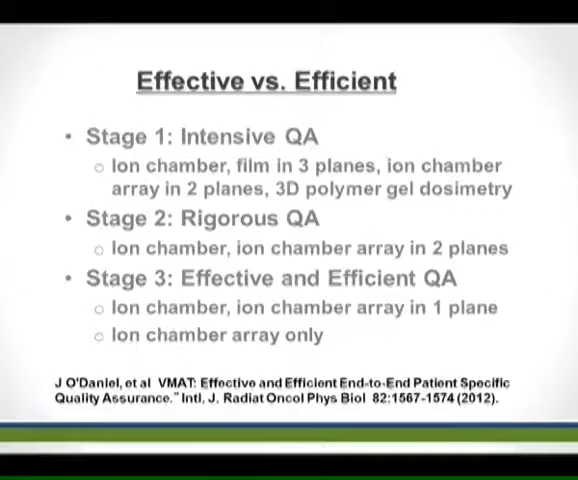 Effective vs. Efficient
• Stage 1: Intensive QA
○ Ion chamber, film in 3 planes, ion chamber
array in 2 planes, 3D polymer gel dosimetry
• Stage 2: Rigorous QA
○ Ion chamber, ion chamber array in 2 planes
• Stage 3: Effective and Efficient QA
○ Ion chamber, ion chamber array in 1 plane
○ Ion chamber array only
J O'Daniel, et al VMAT: Effective and Efficient End-to-End Patient Specific
Quality Assurance." Intl, J. Radiat Oncol Phys Biol 82:1567-1574 (2012).